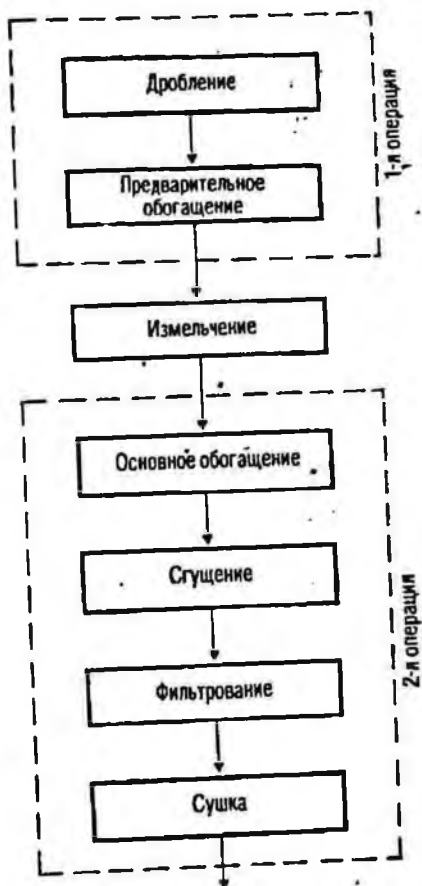 Дробление
Предварительное
обогащение
1-я операция
Измельчение
Основное обогащение
Сгущение
Фильтрование
Сушка
2-я операция